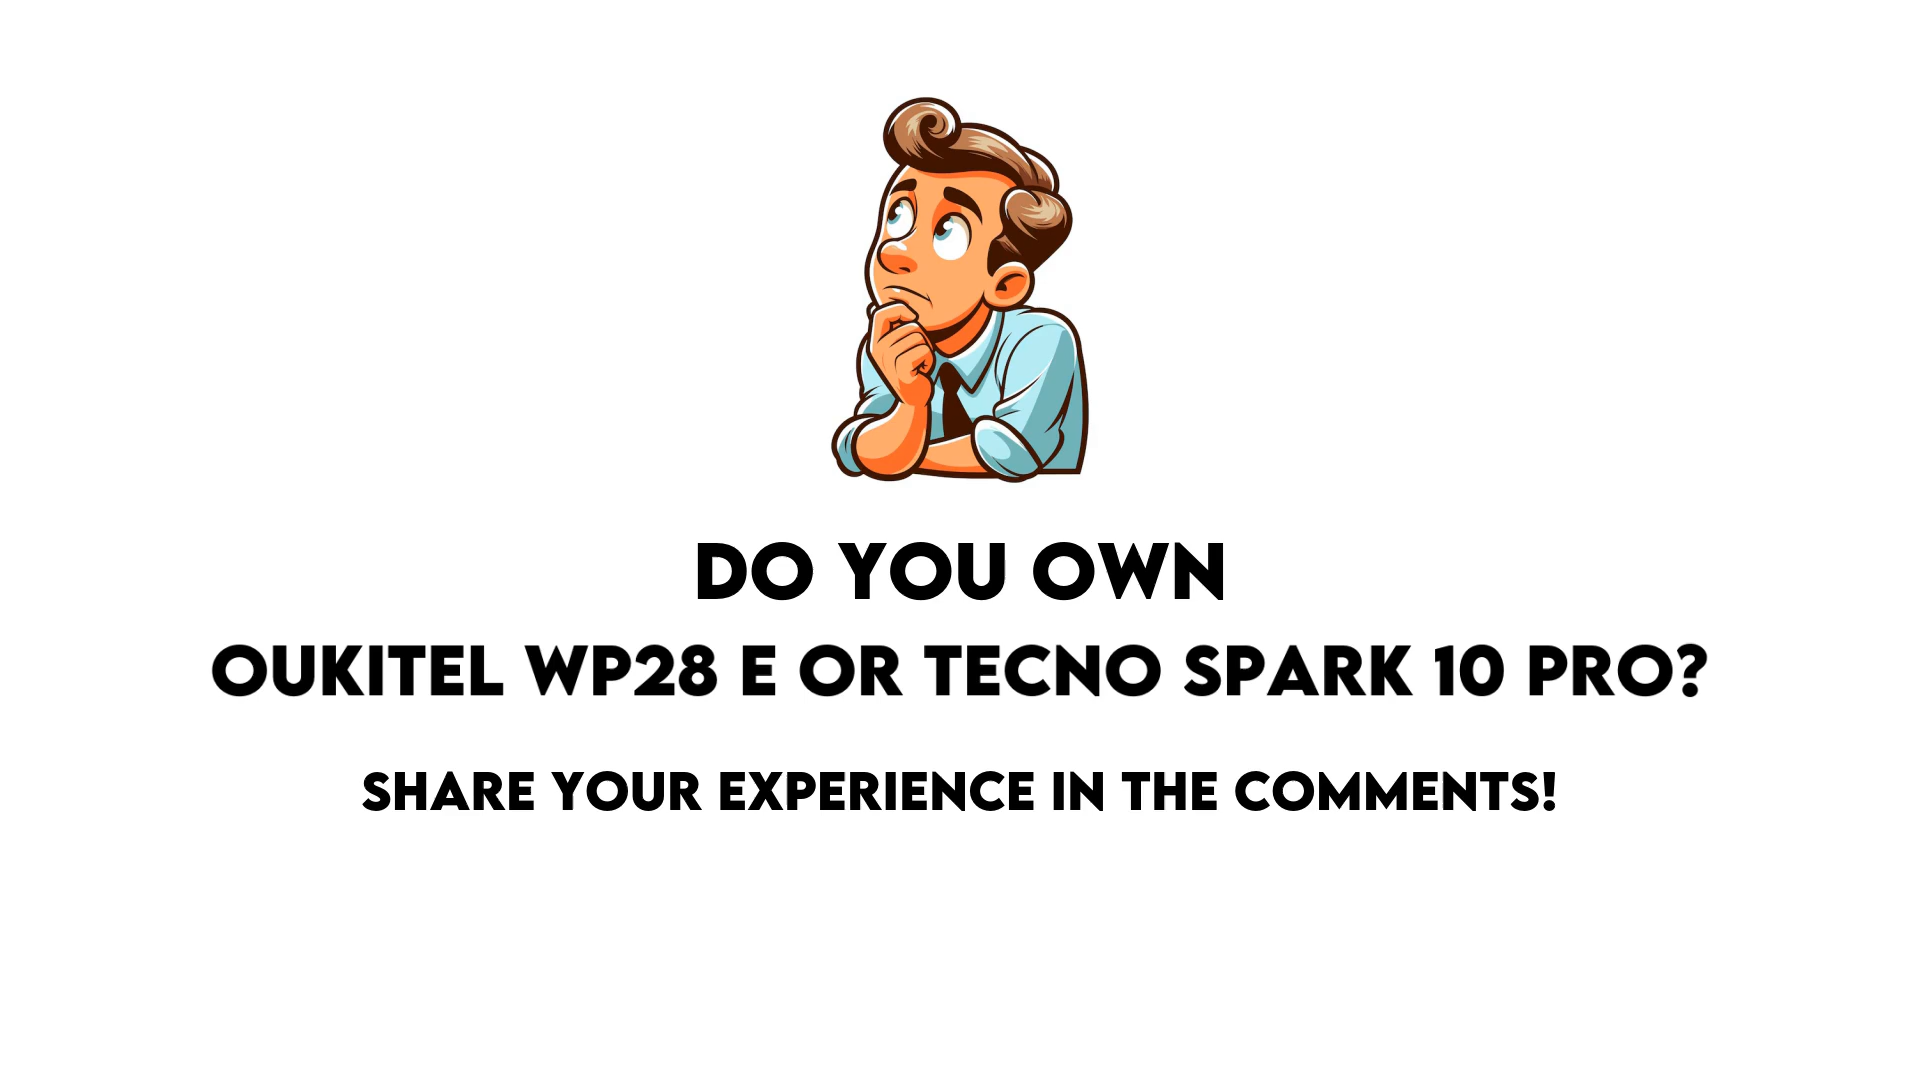 DO YOU OWN
OUKITEL WP28 E OR TECNO SPARK 10 PRO?
SHARE YOUR EXPERIENCE IN THE COMMENTS!